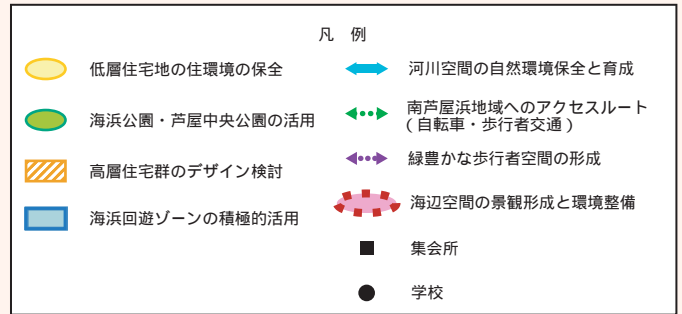 凡 例
低層住宅地の住環境の保全
海浜公園・芦屋中央公園の活用
高層住宅群のデザイン検討
海浜回遊ゾーンの積極的活用
河川空間の自然環境保全と育成
南芦屋浜地域へのアクセスルート
(自転車・歩行者交通)
緑豊かな歩行者空間の形成
海辺空間の景観形成と環境整備
集会所
学校